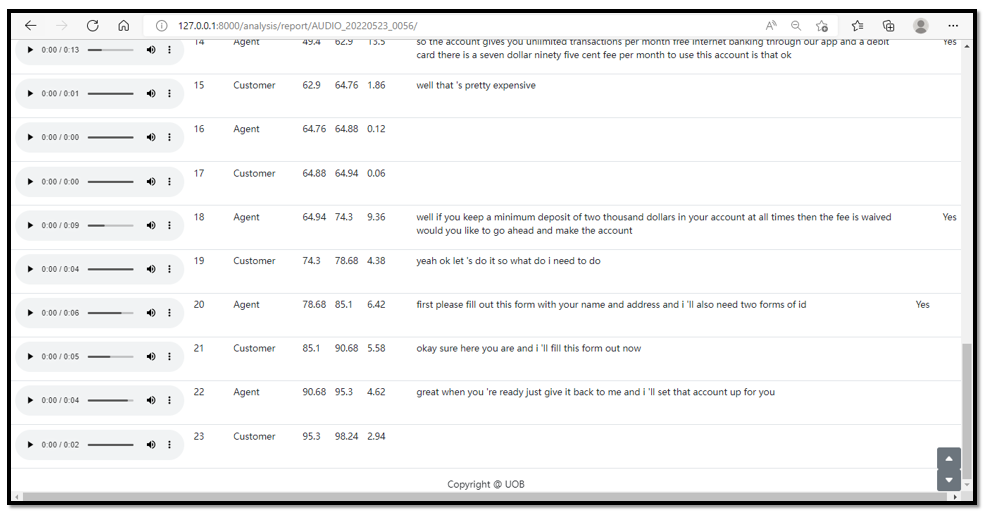 127.0.0.1:8000/analysis/report/AUDIO_20220523_0056/
0:00 / 0:13 14 Agent 49.4 62.9 13.5 so the account gives you unlimited transactions per month free internet banking through our app and a debit Yes
card there is a seven dollar ninety five cent fee per month to use this account is that ok
0:00 / 0:01 15 Customer 62.9 64.76 1.86 well that 's pretty expensive
0:00 / 0:00 16 Agent 64.76 64.88 0.12
0:00 / 0:00 17 Customer 64.88 64.94 0.06
0:00 / 0:09 18 Agent 64.94 74.3 9.36 well if you keep a minimum deposit of two thousand dollars in your account at all times then the fee is waived Yes
would you like to go ahead and make the account
0:00 / 0:04 19 Customer 74.3 78.68 4.38 yeah ok let 's do it so what do i need to do
0:00 / 0:06 20 Agent 78.68 85.1 6.42 first please fill out this form with your name and address and i 'll also need two forms of id Yes
0:00 / 0:05 21 Customer 85.1 90.68 5.58 okay sure here you are and i 'll fill this form out now
0:00 / 0:04 22 Agent 90.68 95.3 4.62 great when you 're ready just give it back to me and i 'll set that account up for you
0:00 / 0:02 23 Customer 95.3 98.24 2.94
Copyright @ UOB